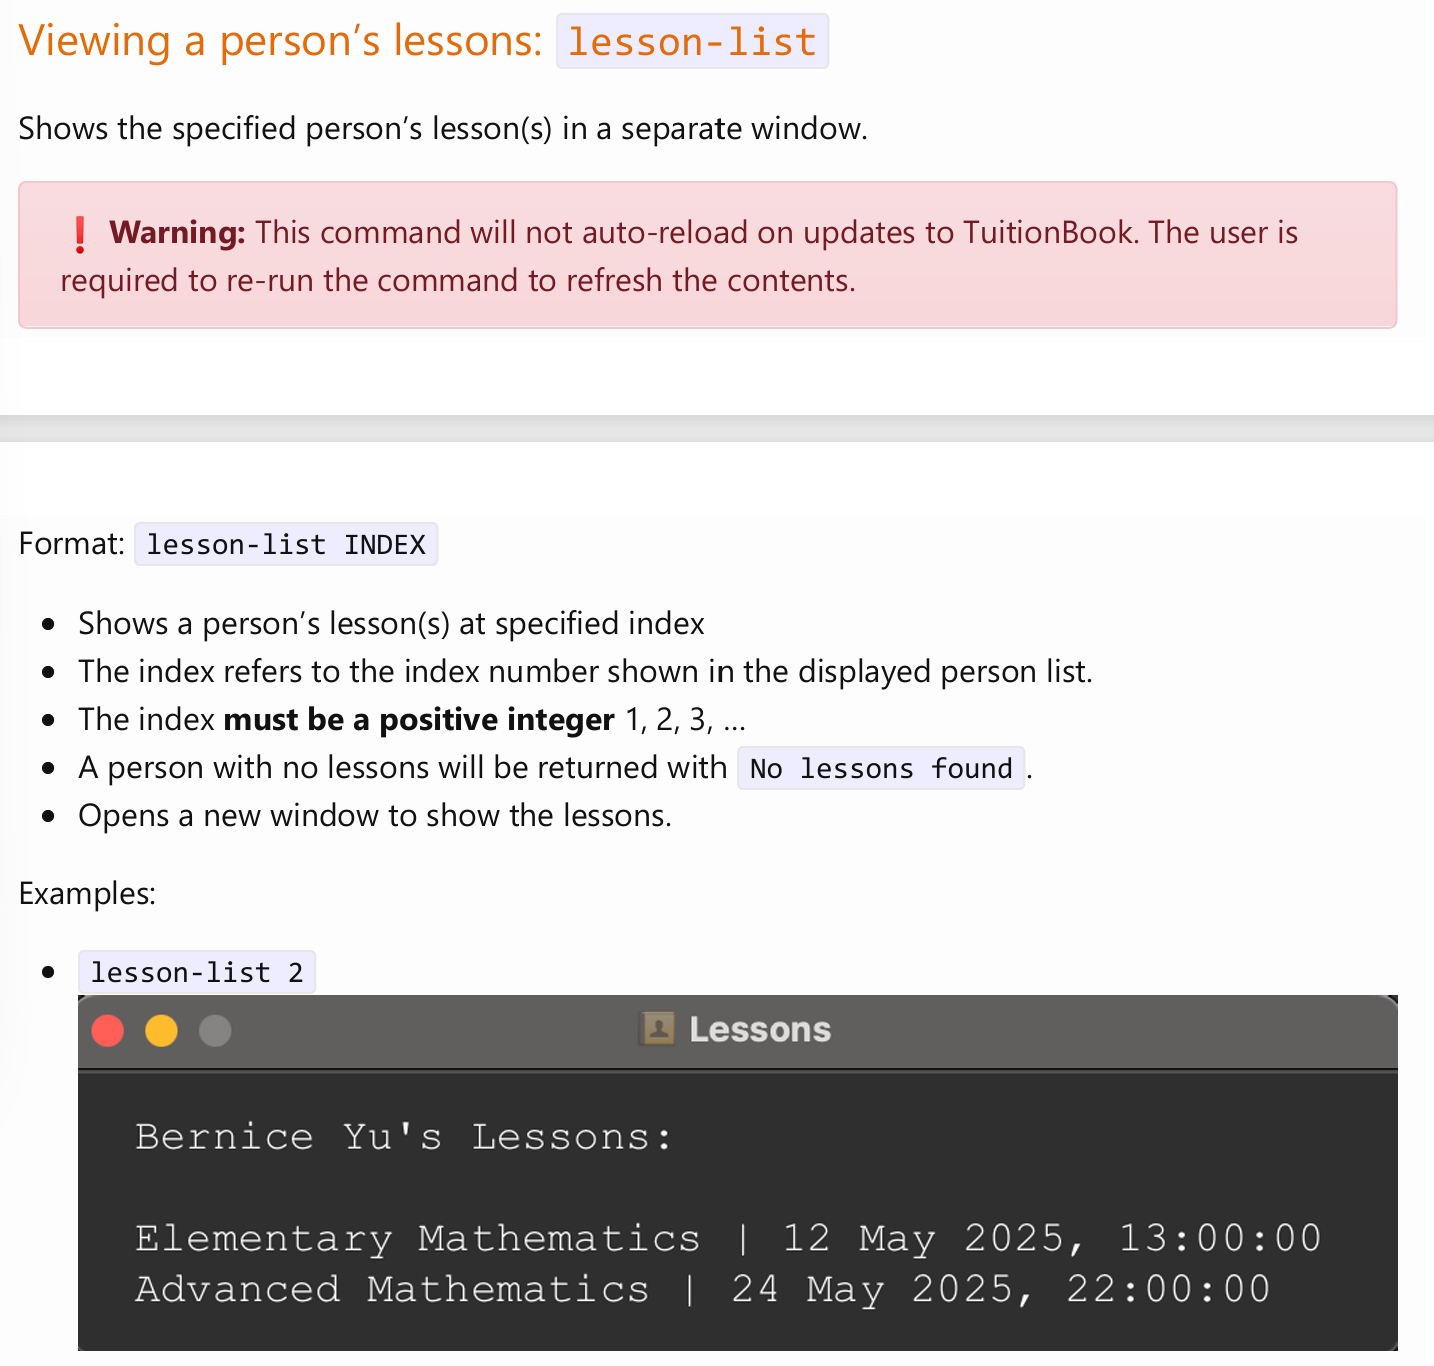 Viewing a person’s lessons: lesson-list
Shows the specified person’s lesson(s) in a separate window.
❗ Warning: This command will not auto-reload on updates to TuitionBook. The user is
required to re-run the command to refresh the contents.
Format: lesson-list INDEX
• Shows a person’s lesson(s) at specified index
• The index refers to the index number shown in the displayed person list.
• The index must be a positive integer 1, 2, 3, …
• A person with no lessons will be returned with No lessons found.
• Opens a new window to show the lessons.
Examples:
• lesson-list 2
Lessons
Bernice Yu's Lessons:
Elementary Mathematics | 12 May 2025, 13:00:00
Advanced Mathematics | 24 May 2025, 22:00:00